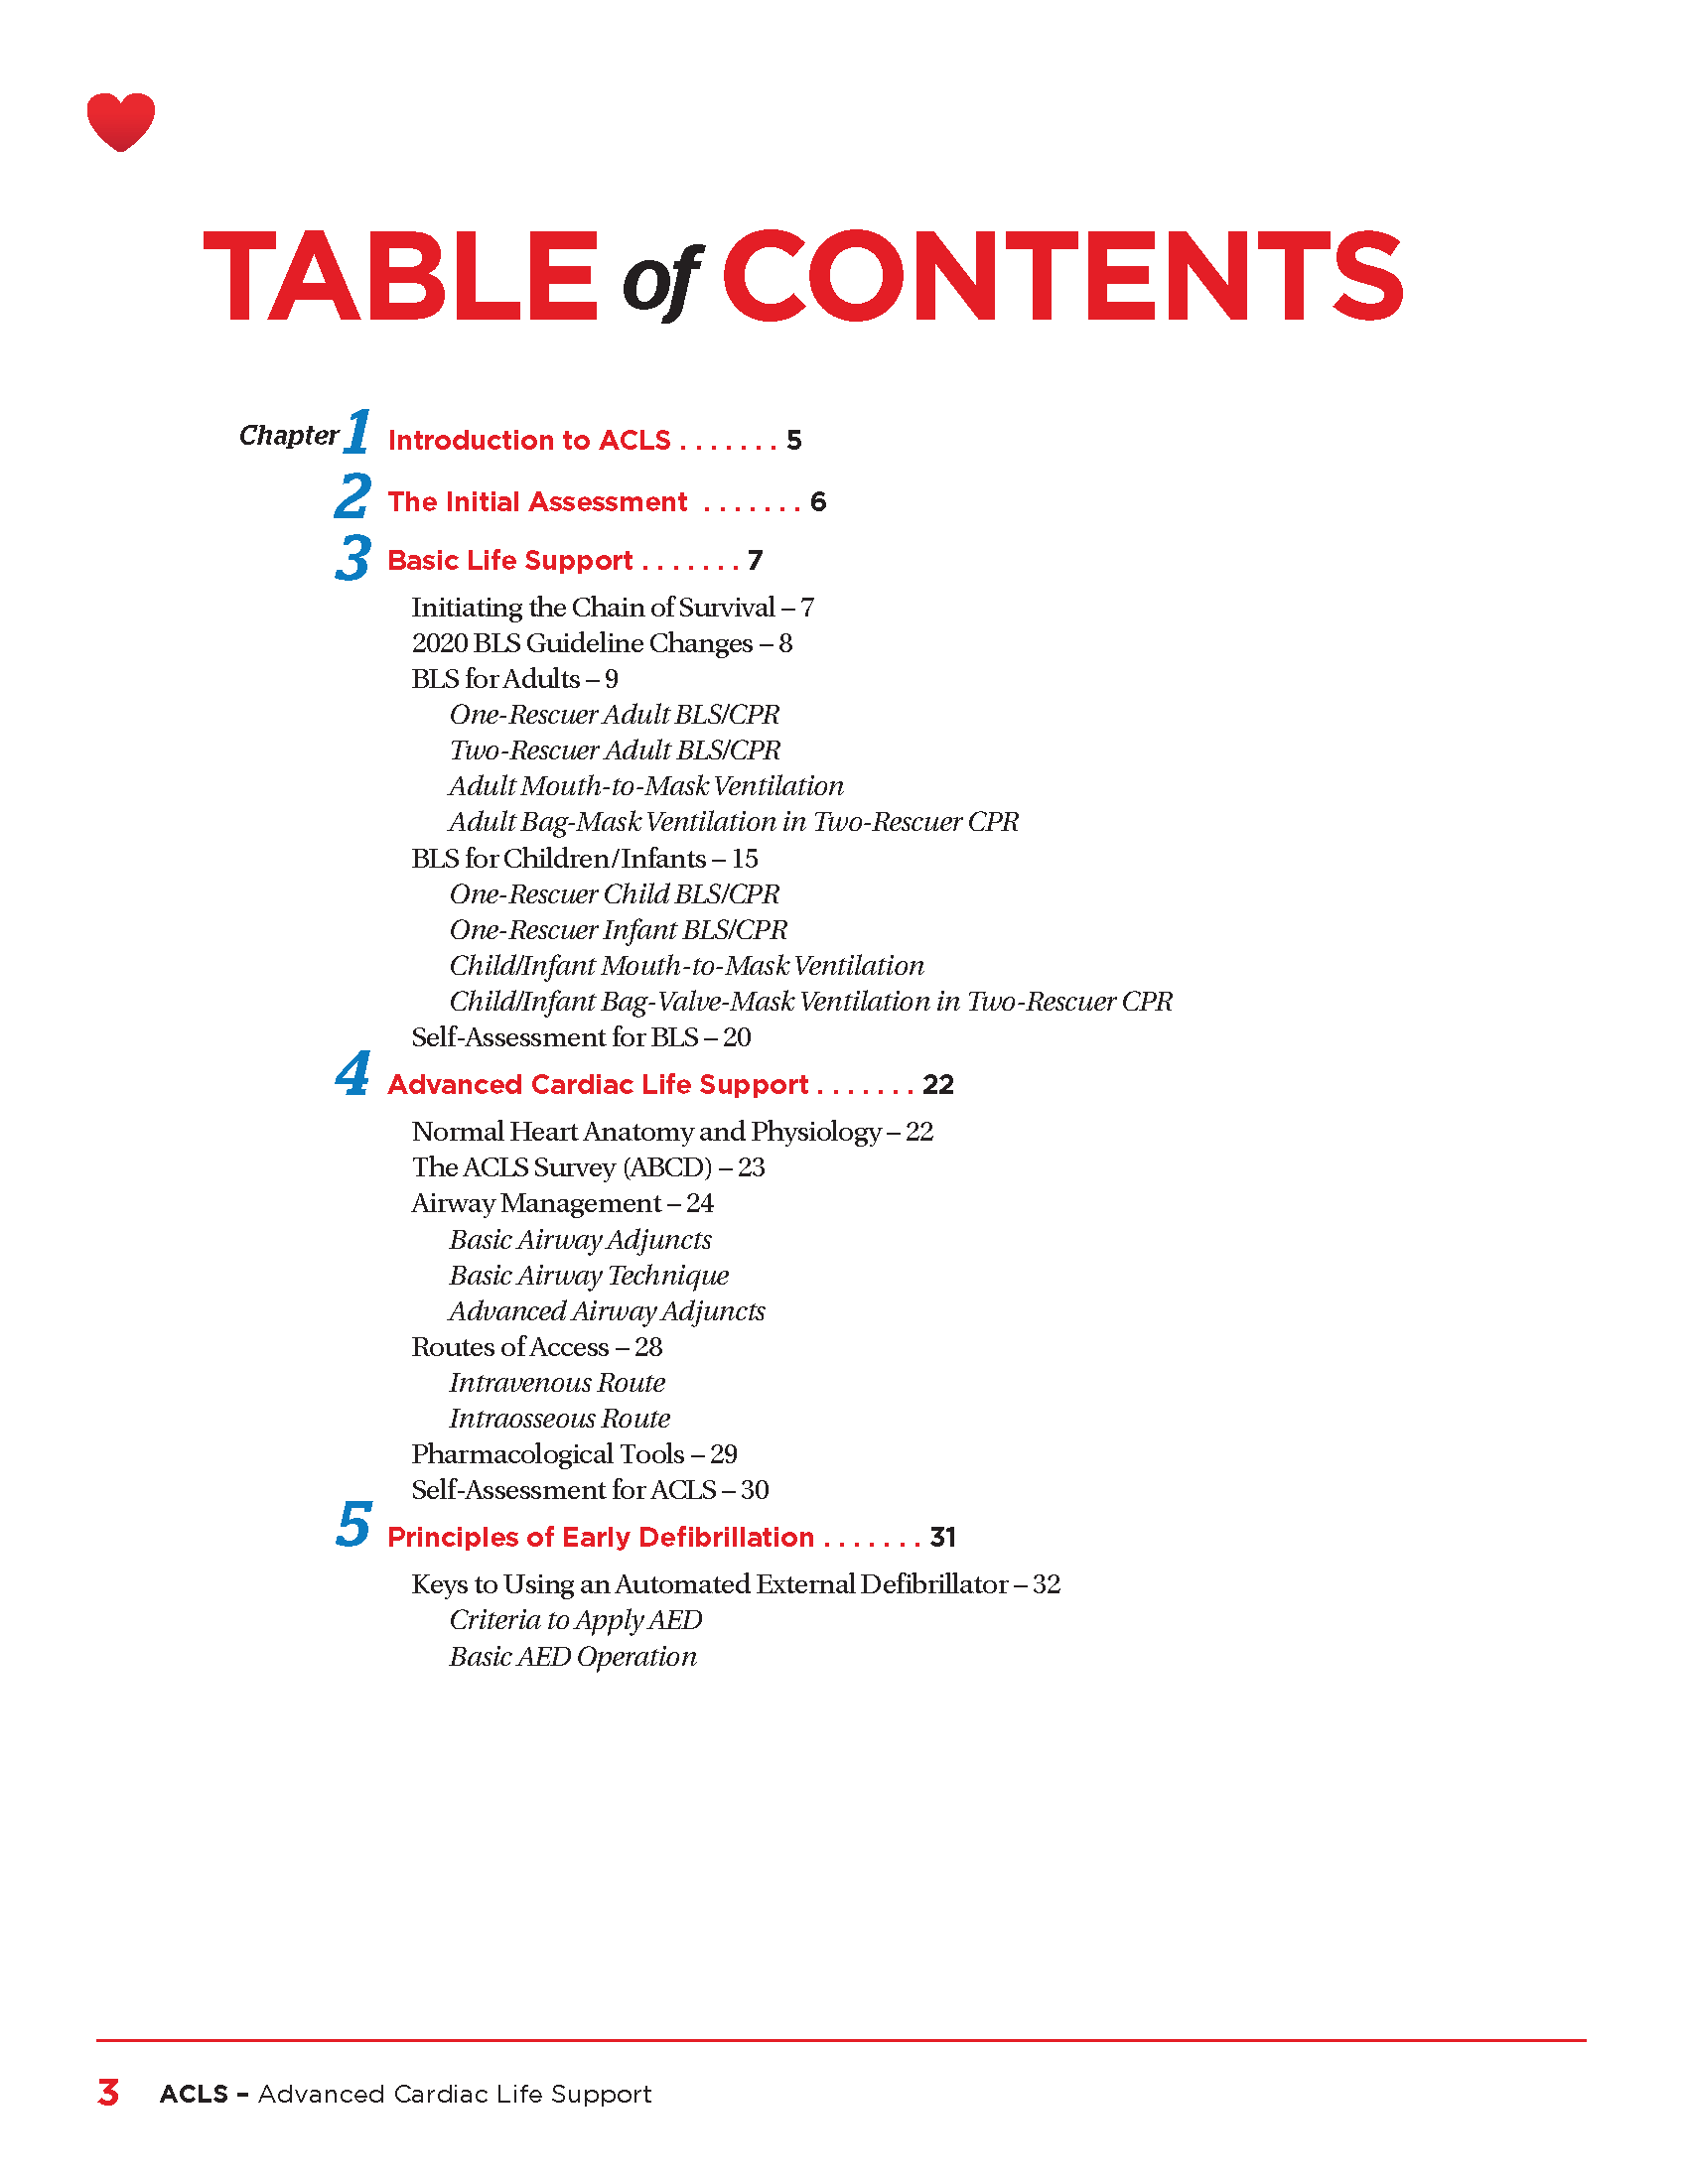 TABLE of CONTENTS
Chapter 1 Introduction to ACLS . . . . . . . 5
2 The Initial Assessment . . . . . . . 6
3 Basic Life Support . . . . . . . 7
Initiating the Chain of Survival – 7
2020 BLS Guideline Changes – 8
BLS for Adults – 9
One-Rescuer Adult BLS/CPR
Two-Rescuer Adult BLS/CPR
Adult Mouth-to-Mask Ventilation
Adult Bag-Mask Ventilation in Two-Rescuer CPR
BLS for Children/Infants – 15
One-Rescuer Child BLS/CPR
One-Rescuer Infant BLS/CPR
Child/Infant Mouth-to-Mask Ventilation
Child/Infant Bag-Valve-Mask Ventilation in Two-Rescuer CPR
Self-Assessment for BLS – 20
4 Advanced Cardiac Life Support . . . . . . . 22
Normal Heart Anatomy and Physiology – 22
The ACLS Survey (ABCD) – 23
Airway Management – 24
Basic Airway Adjuncts
Basic Airway Technique
Advanced Airway Adjuncts
Routes of Access – 28
Intravenous Route
Intraosseous Route
Pharmacological Tools – 29
Self-Assessment for ACLS – 30
5 Principles of Early Defibrillation . . . . . . . 31
Keys to Using an Automated External Defibrillator – 32
Criteria to Apply AED
Basic AED Operation
3 ACLS – Advanced Cardiac Life Support